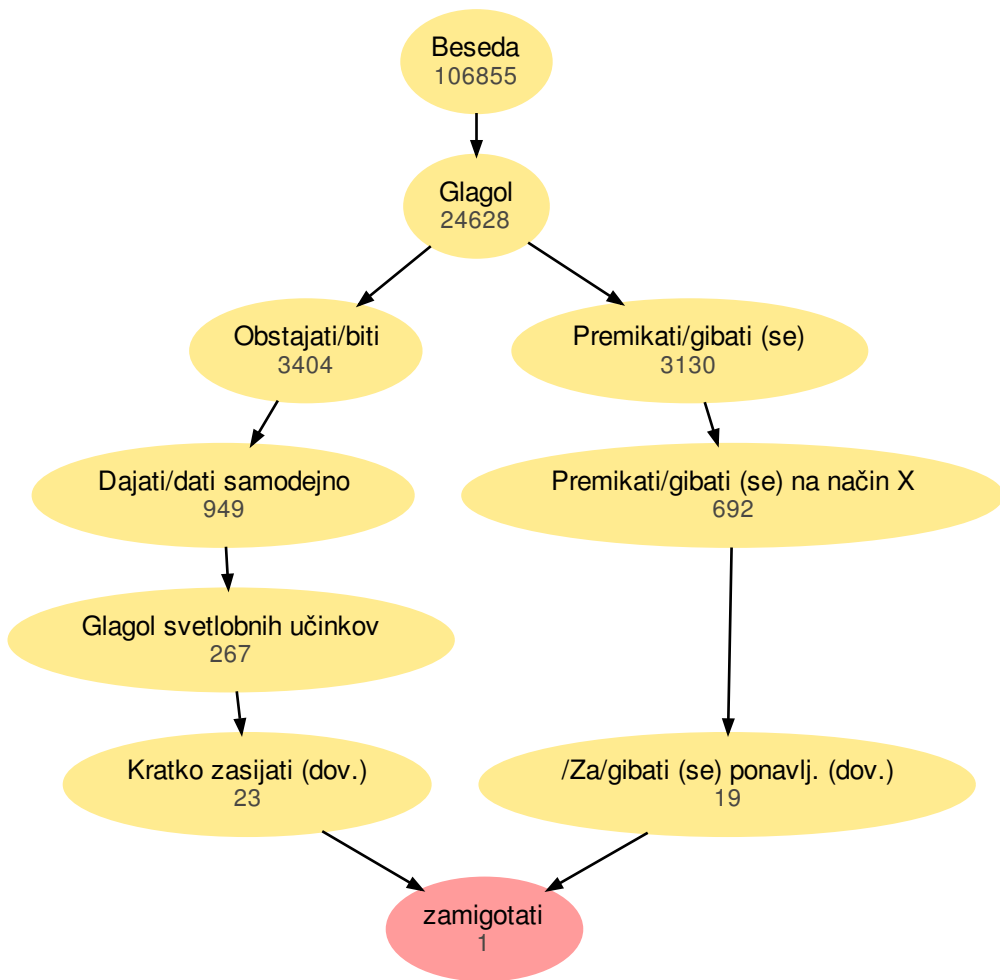 Beseda
106855
Glagol
24628
Obstajati/biti
3404
Premikati/gibati (se)
3130
Dajati/dati samodejno
949
Premikati/gibati (se) na način X
692
Glagol svetlobnih učinkov
267
Kratko zasijati (dov.)
23
/Za/gibati (se) ponavlj. (dov.)
19
zamigotati
1